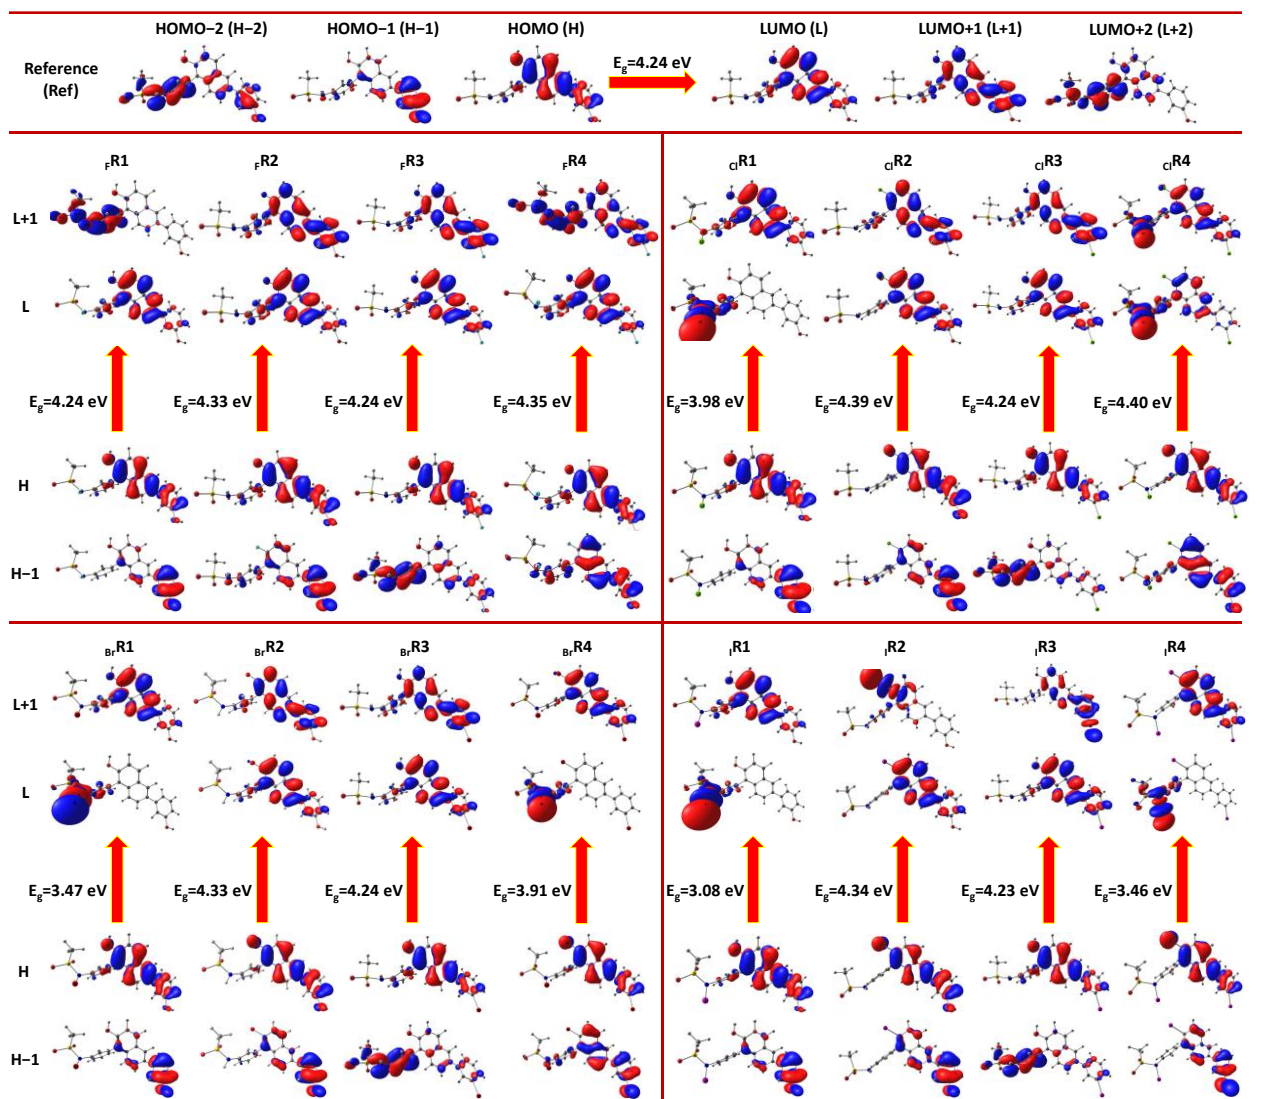 HOMO−2 (H−2) HOMO−1 (H−1) HOMO (H) LUMO (L) LUMO+1 (L+1) LUMO+2 (L+2)
Reference
(Ref)
Eg=4.24 eV
FR1 FR2 FR3 FR4
L+1
L
Eg=4.24 eV Eg=4.33 eV Eg=4.24 eV Eg=4.35 eV
H
H−1
ClR1 ClR2 ClR3 ClR4
Eg=3.98 eV Eg=4.39 eV Eg=4.24 eV Eg=4.40 eV
BrR1 BrR2 BrR3 BrR4
L+1
L
Eg=3.47 eV Eg=4.33 eV Eg=4.24 eV Eg=3.91 eV
H
H−1
IR1 IR2 IR3 IR4
Eg=3.08 eV Eg=4.34 eV Eg=4.23 eV Eg=3.46 eV